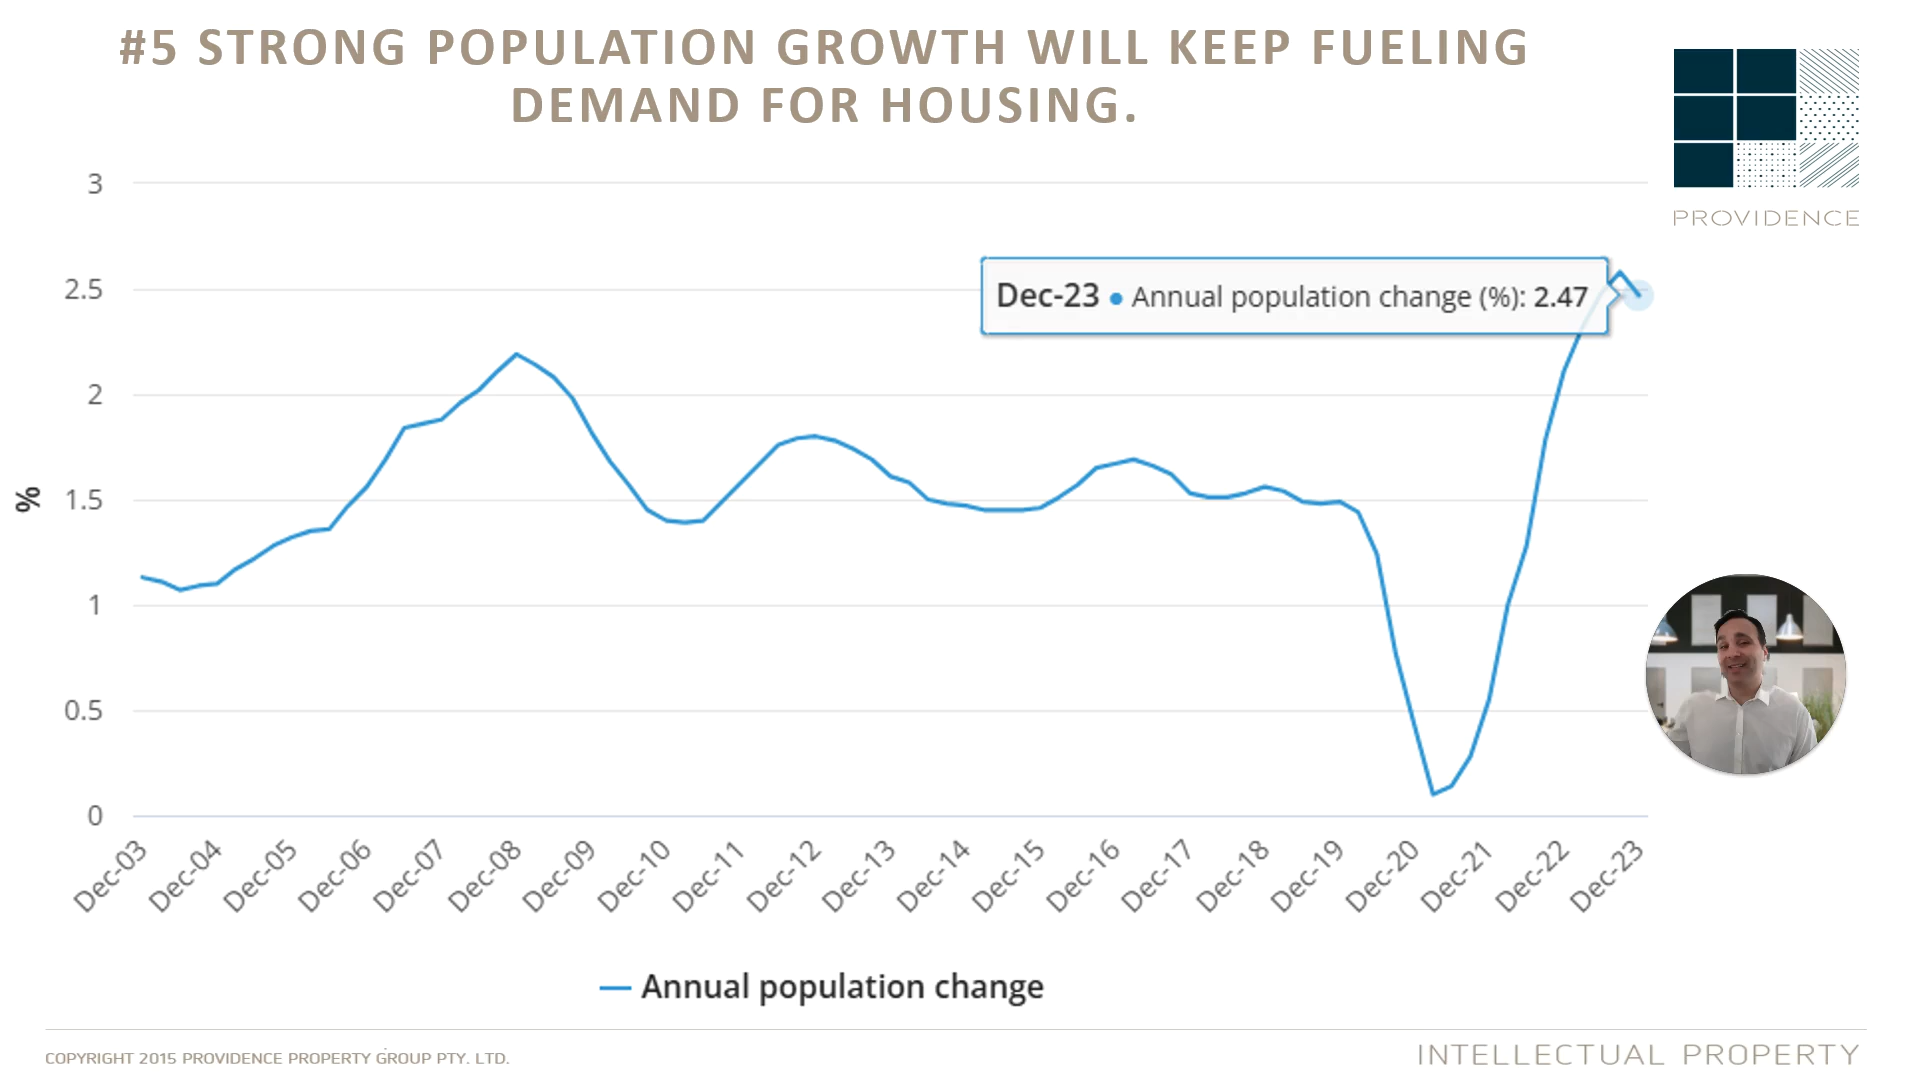 #5 STRONG POPULATION GROWTH WILL KEEP FUELING
DEMAND FOR HOUSING.
PROVIDENCE
3
2.5
2
1.5
1
0.5
0
%
Dec-23 ● Annual population change (%): 2.47
Dec-03
Dec-04
Dec-05
Dec-06
Dec-07
Dec-08
Dec-09
Dec-10
Dec-11
Dec-12
Dec-13
Dec-14
Dec-15
Dec-16
Dec-17
Dec-18
Dec-19
Dec-20
Dec-21
Dec-22
Dec-23
Annual population change
COPYRIGHT 2015 PROVIDENCE PROPERTY GROUP PTY. LTD.
INTELLECTUAL PROPERTY